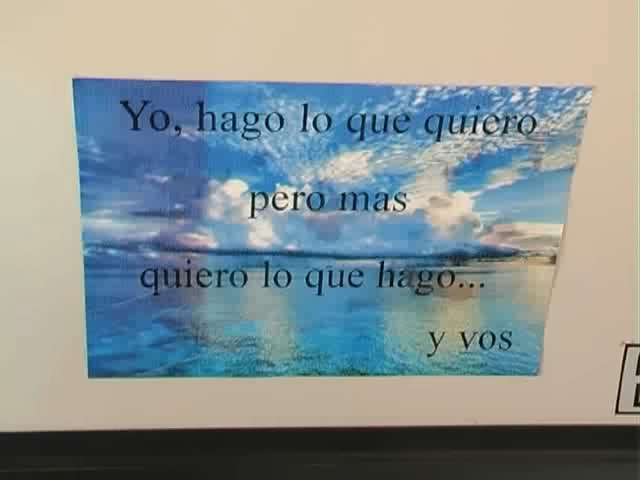 Yo, hago lo que quiero
pero mas
quiero lo que hago...
y vos